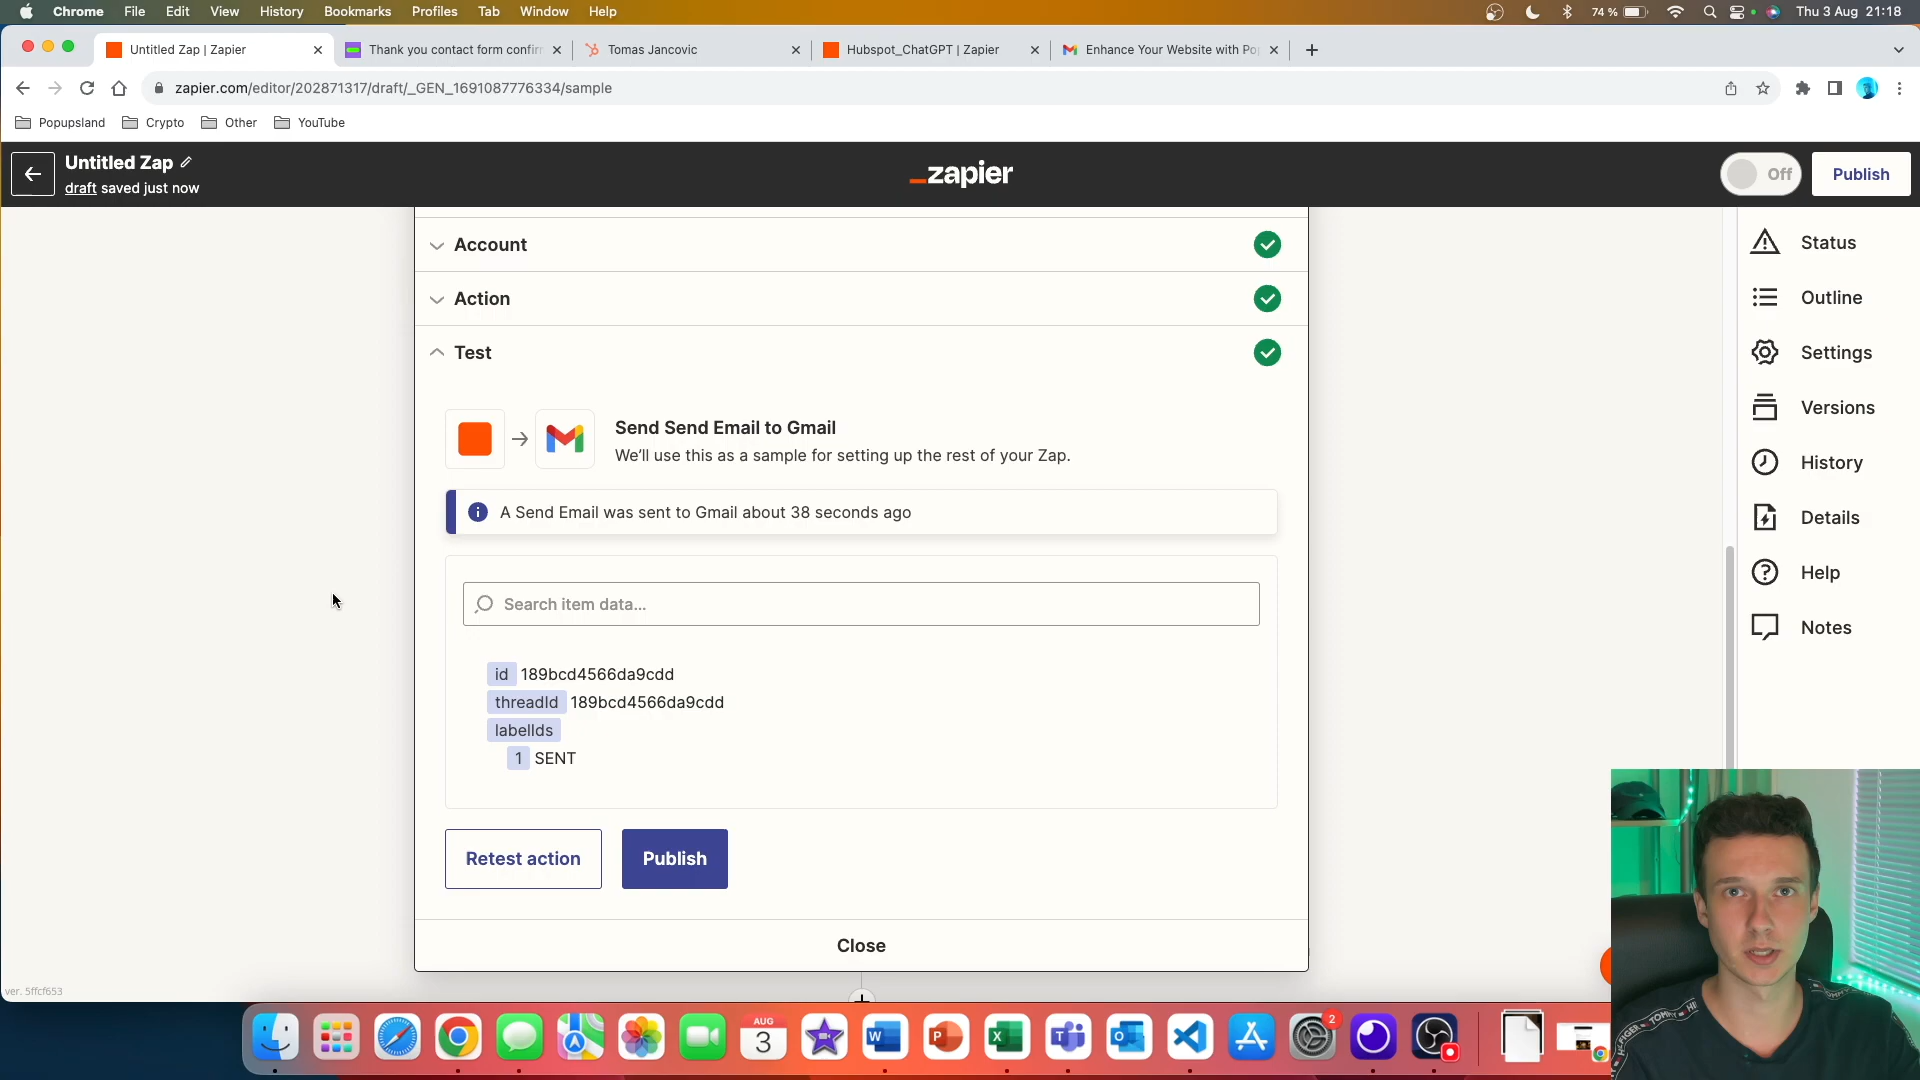 Chrome File Edit View History Bookmarks Profiles Tab Window Help 74 % Thu 3 Aug 21:18
Untitled Zap | Zapier Thank you contact form confirr Tomas Jancovic Hubspot_ChatGPT | Zapier Enhance Your Website with Po
zapier.com/editor/202871317/draft/_GEN_1691087776334/sample
Popupsland Crypto Other YouTube
Untitled Zap
draft saved just now
_zapier
Off
Publish
Account
Action
Test
Send Send Email to Gmail
We'll use this as a sample for setting up the rest of your Zap.
A Send Email was sent to Gmail about 38 seconds ago
Search item data...
id 189bcd4566da9cdd
threadId 189bcd4566da9cdd
labelIds
1 SENT
Retest action
Publish
Close
Status
Outline
Settings
Versions
History
Details
Help
Notes
ver. 5ffcf653
AUG
3
2